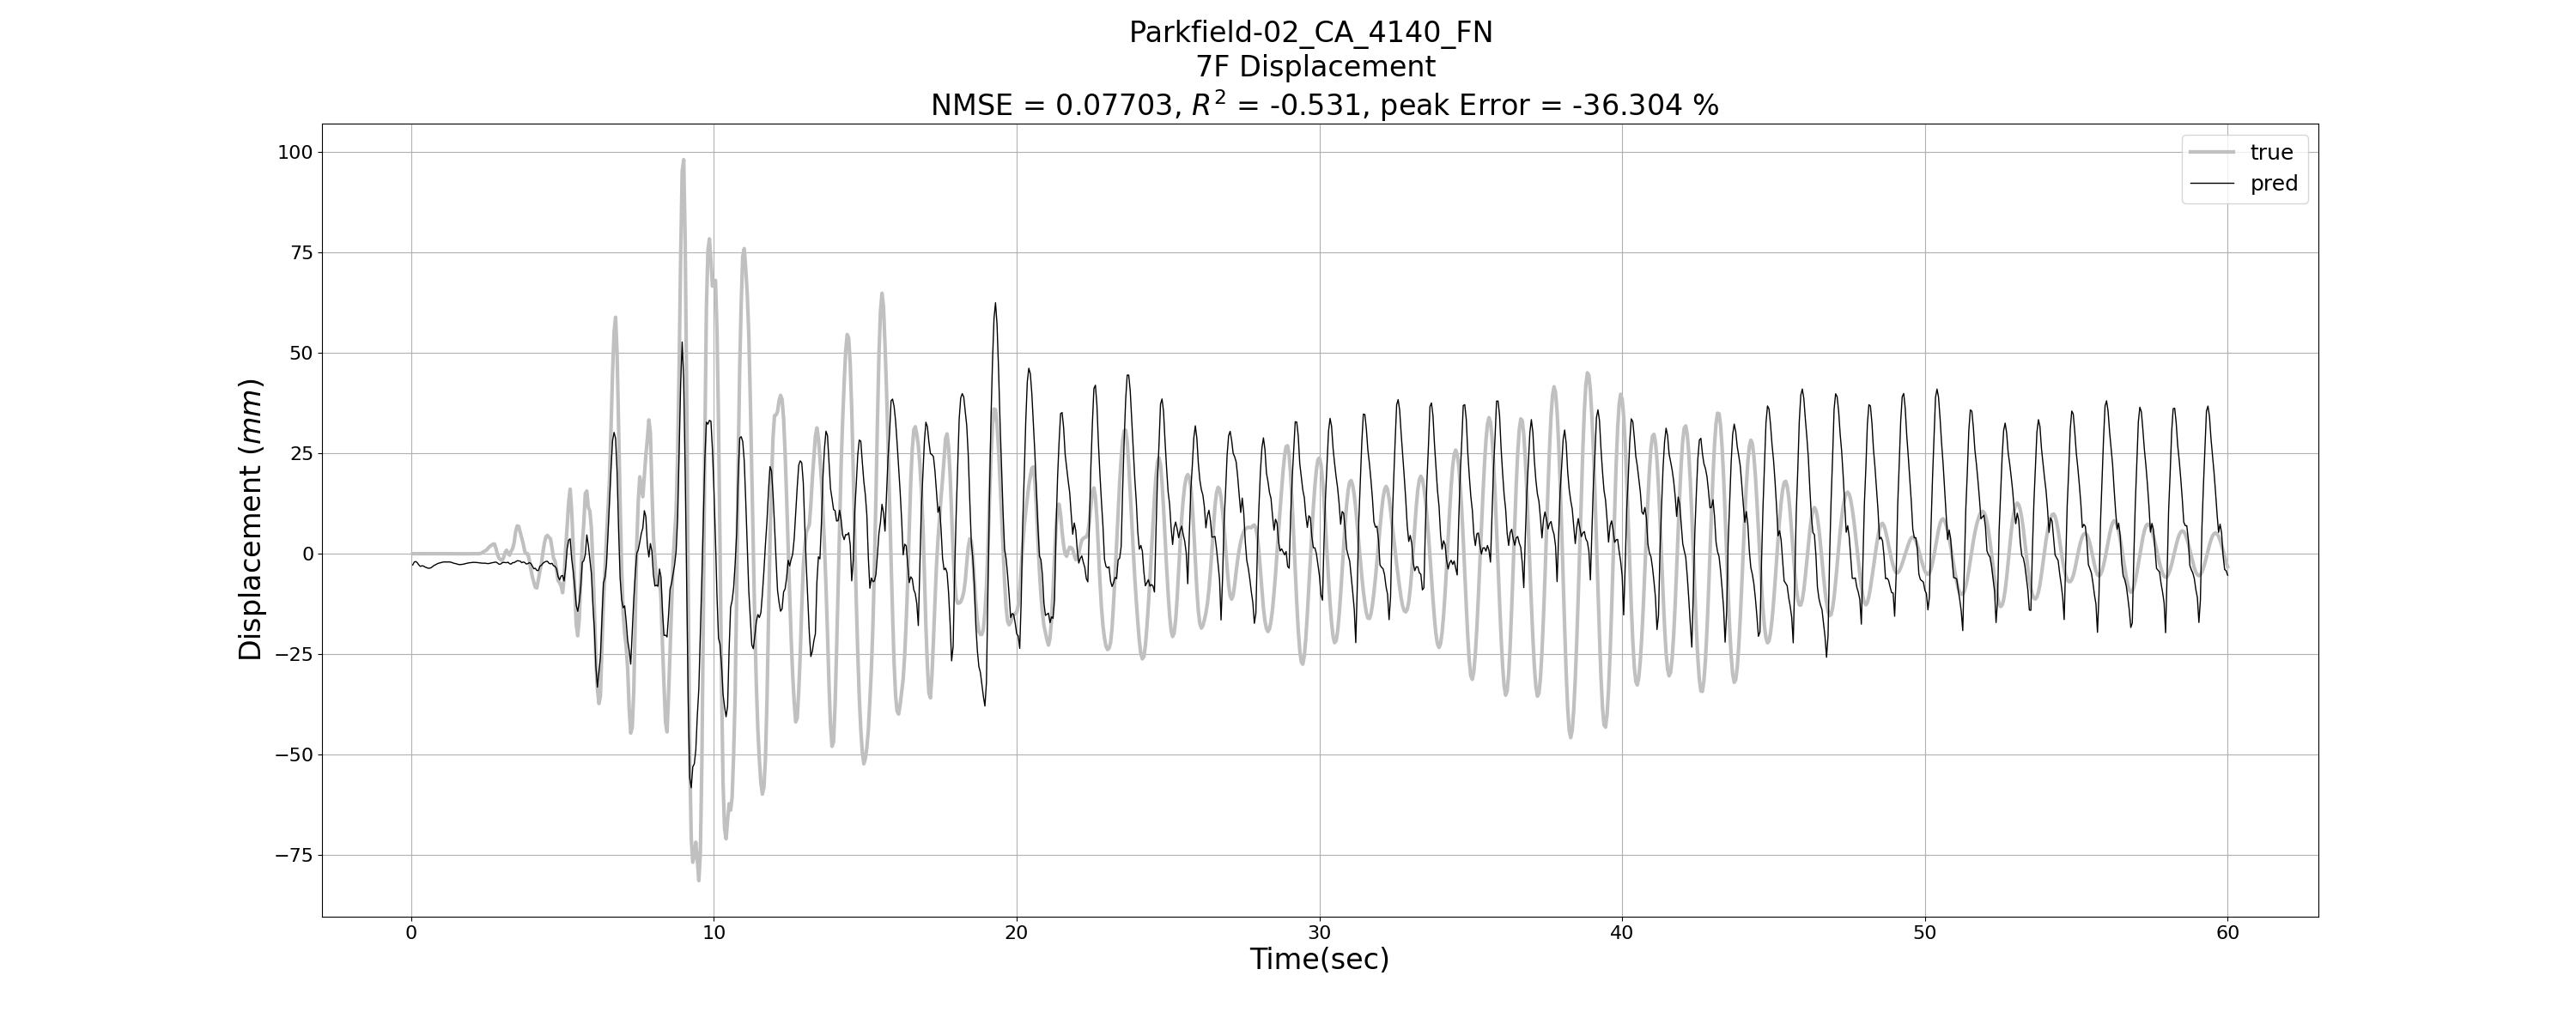 Parkfield-02_CA_4140_FN
7F Displacement
NMSE = 0.07703, R² = -0.531, peak Error = -36.304 %
true
pred
100
75
50
25
0
−25
−50
−75
Displacement (mm)
0 10 20 30 40 50 60
Time(sec)